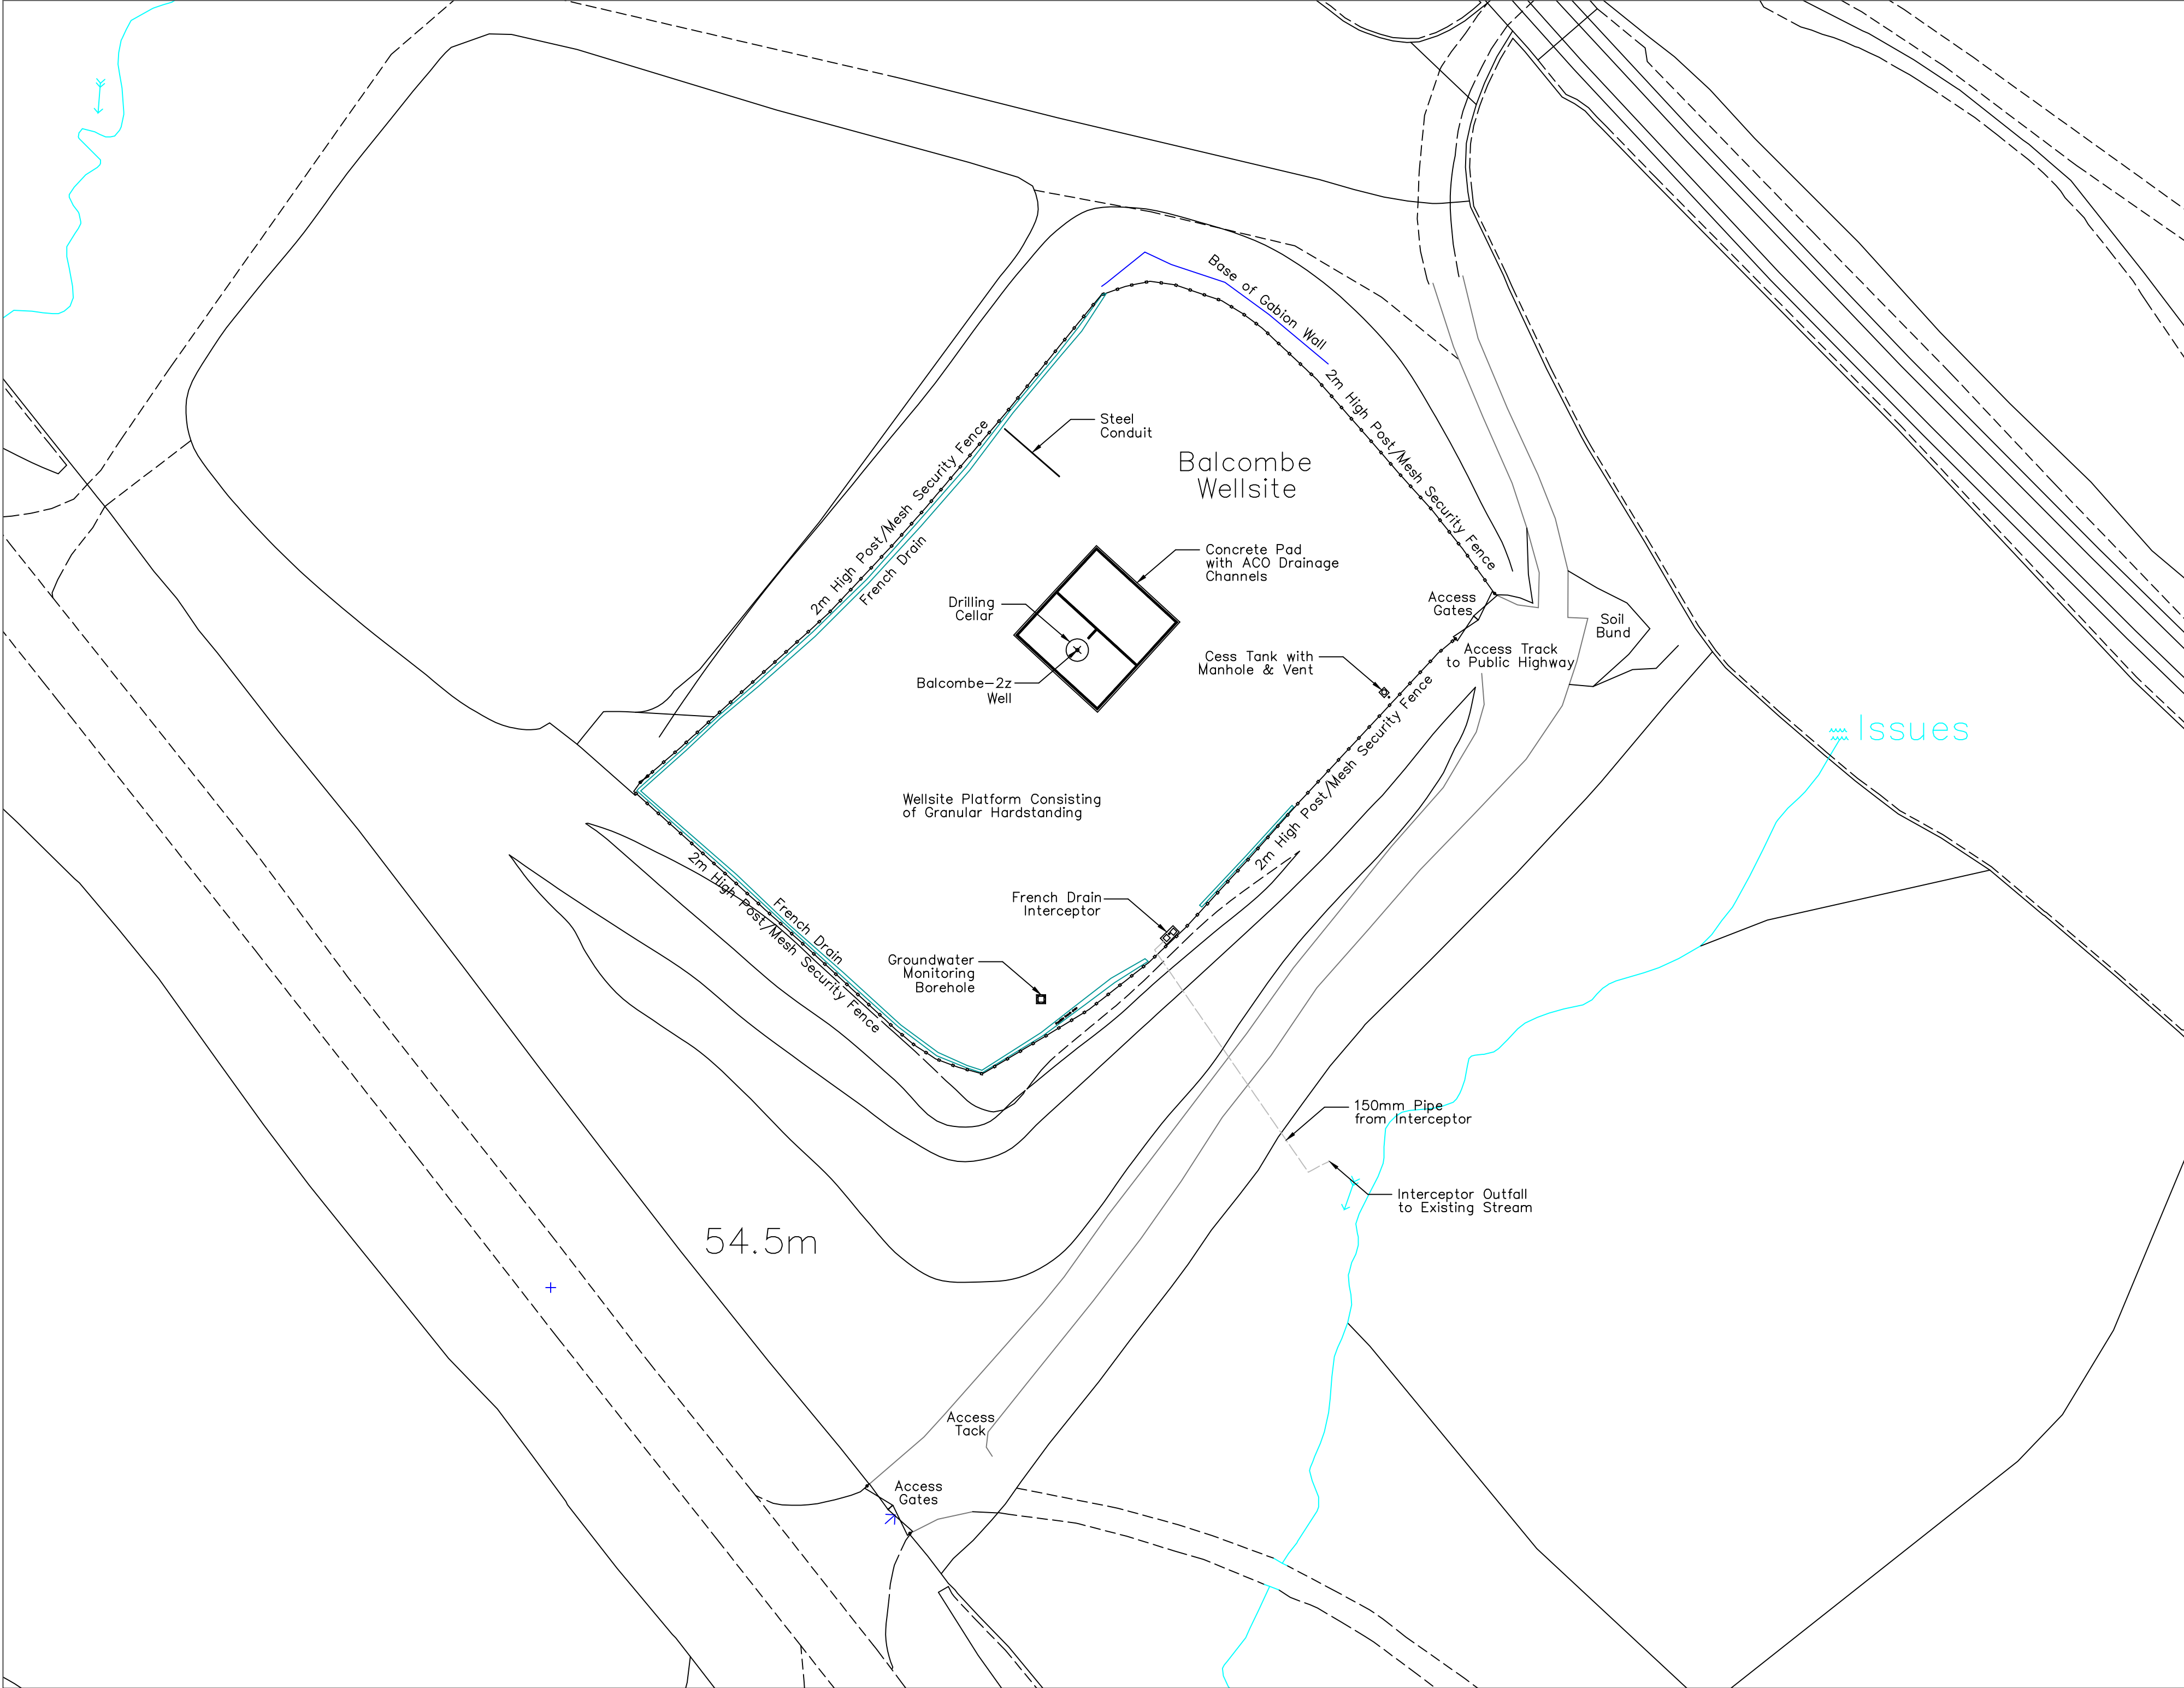 Base of Gabion Wall
2m High Post/Mesh Security Fence
Steel
Conduit
Balcombe
Wellsite
2m High Post/Mesh Security Fence
French Drain
Concrete Pad
with ACO Drainage
Channels
Drilling
Cellar
Access
Gates
Soil
Bund
Access Track
to Public Highway
Cess Tank with
Manhole & Vent
Balcombe-2z
Well
Issues
2m High Post/Mesh Security Fence
Wellsite Platform Consisting
of Granular Hardstanding
French Drain
2m High Post/Mesh Security Fence
French Drain
Interceptor
Groundwater
Monitoring
Borehole
150mm Pipe
from Interceptor
Interceptor Outfall
to Existing Stream
54.5m
Access
Tack
Access
Gates